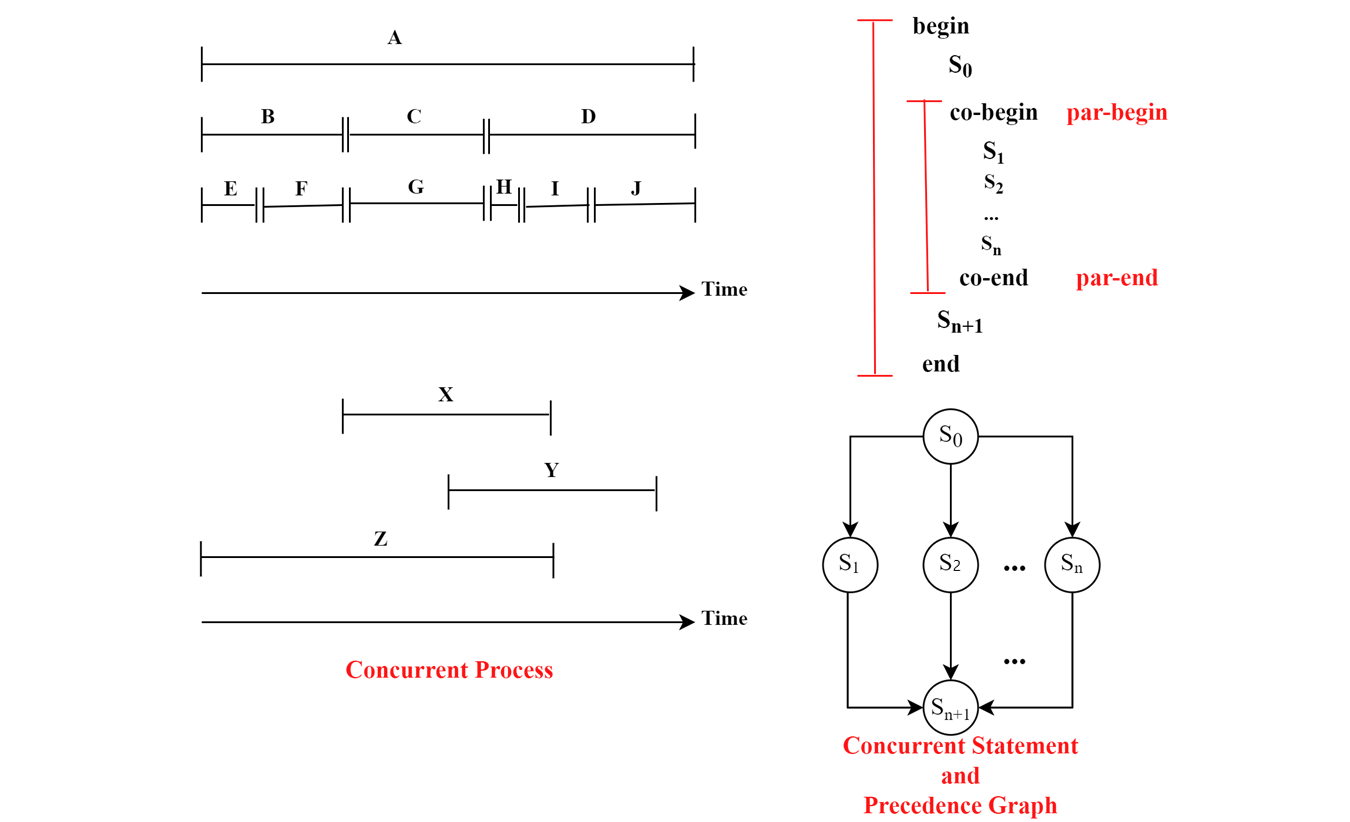 A
B C D
E F G H I J
Time
X
Y
Z
Time
Concurrent Process
begin
S0
co-begin par-begin
S1
S2
...
Sn
co-end par-end
Sn+1
end
S0
S1 S2 ... Sn
...
Sn+1
Concurrent Statement
and
Precedence Graph